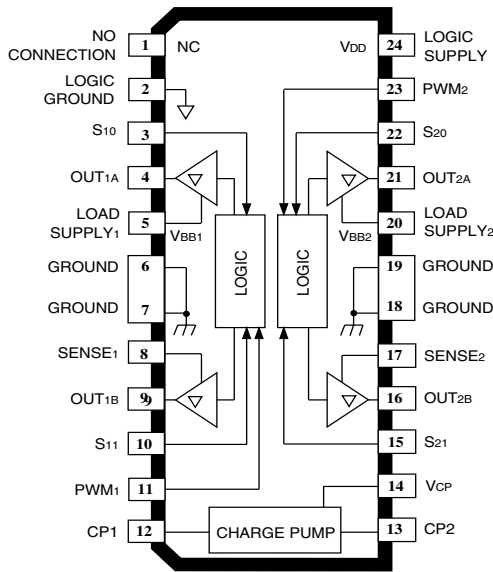 NO
CONNECTION
1
NC
VDD
24
LOGIC
SUPPLY
LOGIC
GROUND
2
23
PWM2
S10
3
22
S20
OUT1A
4
21
OUT2A
LOAD
SUPPLY1
5
VBB1
VBB2
20
LOAD
SUPPLY2
LOGIC
LOGIC
GROUND
6
19
GROUND
GROUND
7
18
GROUND
SENSE1
8
17
SENSE2
OUT1B
9
9
16
OUT2B
S11
10
15
S21
PWM1
11
14
VCP
CP1
12
CHARGE PUMP
13
CP2